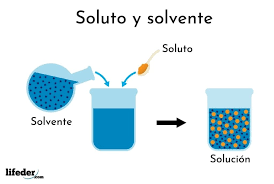 Soluto y solvente
Soluto
Solvente
Solución
lifeder
.com